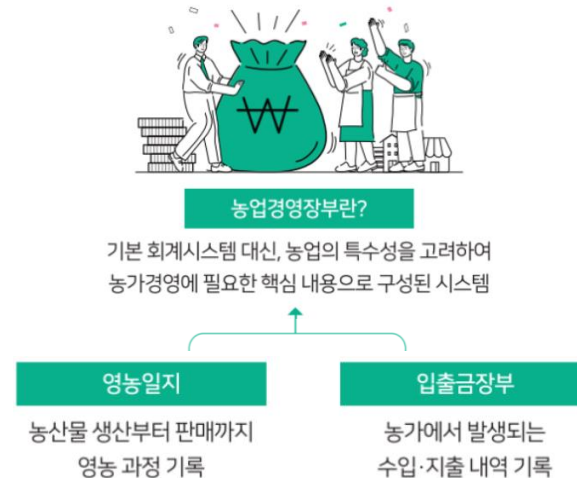 농업경영장부란?
기본 회계시스템 대신, 농업의 특수성을 고려하여
농가경영에 필요한 핵심 내용으로 구성된 시스템
영농일지
농산물 생산부터 판매까지
영농 과정 기록
입출금장부
농가에서 발생되는
수입·지출 내역 기록